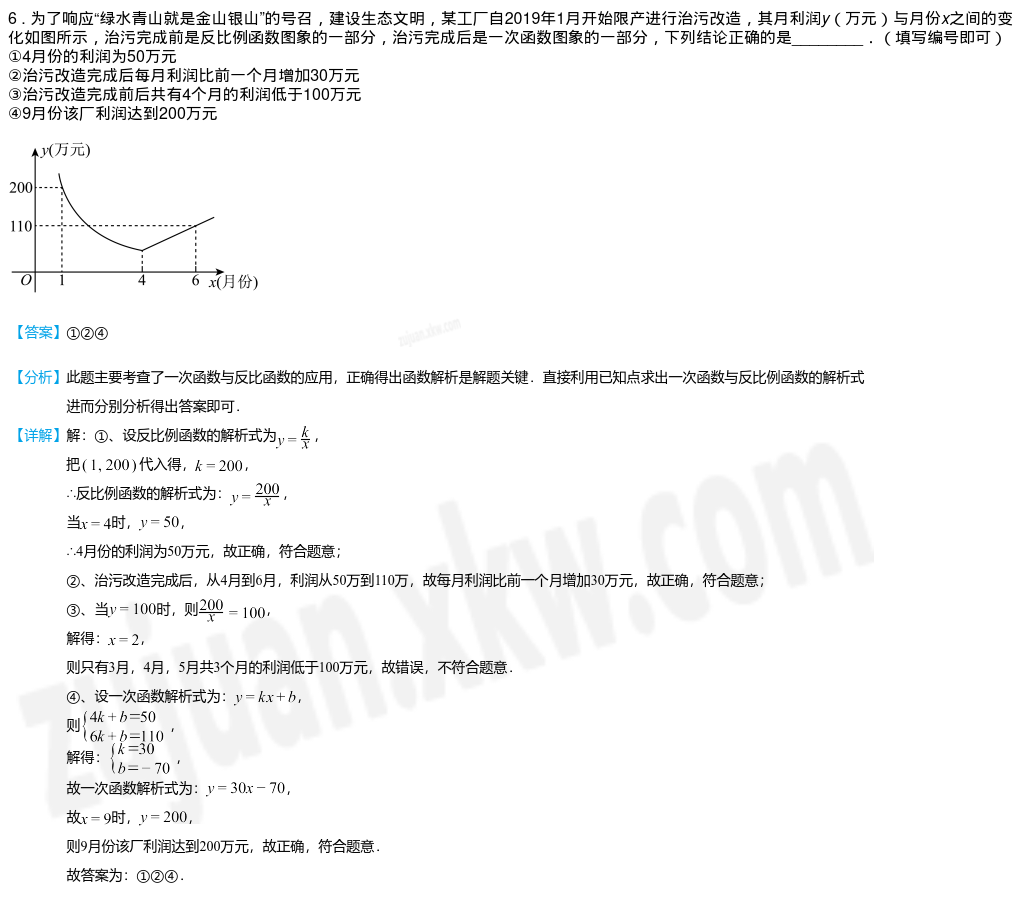 6．为了响应“绿水青山就是金山银山”的号召，建设生态文明，某工厂自2019年1月开始限产进行治污改造，其月利润y（万元）与月份x之间的变
化如图所示，治污完成前是反比例函数图象的一部分，治污完成后是一次函数图象的一部分，下列结论正确的是________．（填写编号即可）
①4月份的利润为50万元
②治污改造完成后每月利润比前一个月增加30万元
③治污改造完成前后共有4个月的利润低于100万元
④9月份该厂利润达到200万元
y(万元)
200
110
O 1 4 6 x(月份)
【答案】①②④
zujuan.xkw.com
【分析】此题主要考查了一次函数与反比函数的应用，正确得出函数解析是解题关键．直接利用已知点求出一次函数与反比例函数的解析式
进而分别分析得出答案即可．
【详解】解：①、设反比例函数的解析式为y=k/x，
把(1,200)代入得，k=200，
∴反比例函数的解析式为：y=200/x，
当x=4时，y=50，
∴4月份的利润为50万元，故正确，符合题意；
②、治污改造完成后，从4月到6月，利润从50万到110万，故每月利润比前一个月增加30万元，故正确，符合题意；
③、当y=100时，则200/x=100，
解得：x=2，
则只有3月，4月，5月共3个月的利润低于100万元，故错误，不符合题意．
④、设一次函数解析式为：y=kx+b，
则{4k+b=50
6k+b=110，
解得：{k=30
b=-70，
故一次函数解析式为：y=30x-70，
故x=9时，y=200，
则9月份该厂利润达到200万元，故正确，符合题意．
故答案为：①②④．
zujuan.xkw.com